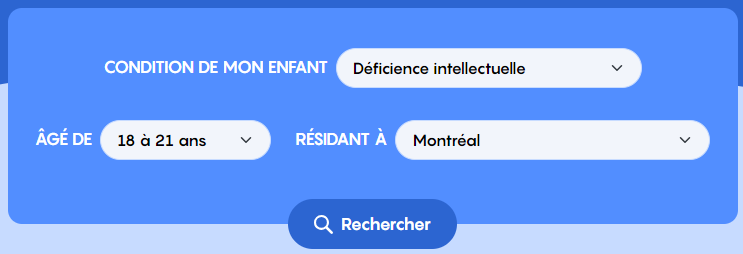 CONDITION DE MON ENFANT Déficience intellectuelle
ÂGÉ DE 18 à 21 ans RÉSIDANT À Montréal
Rechercher